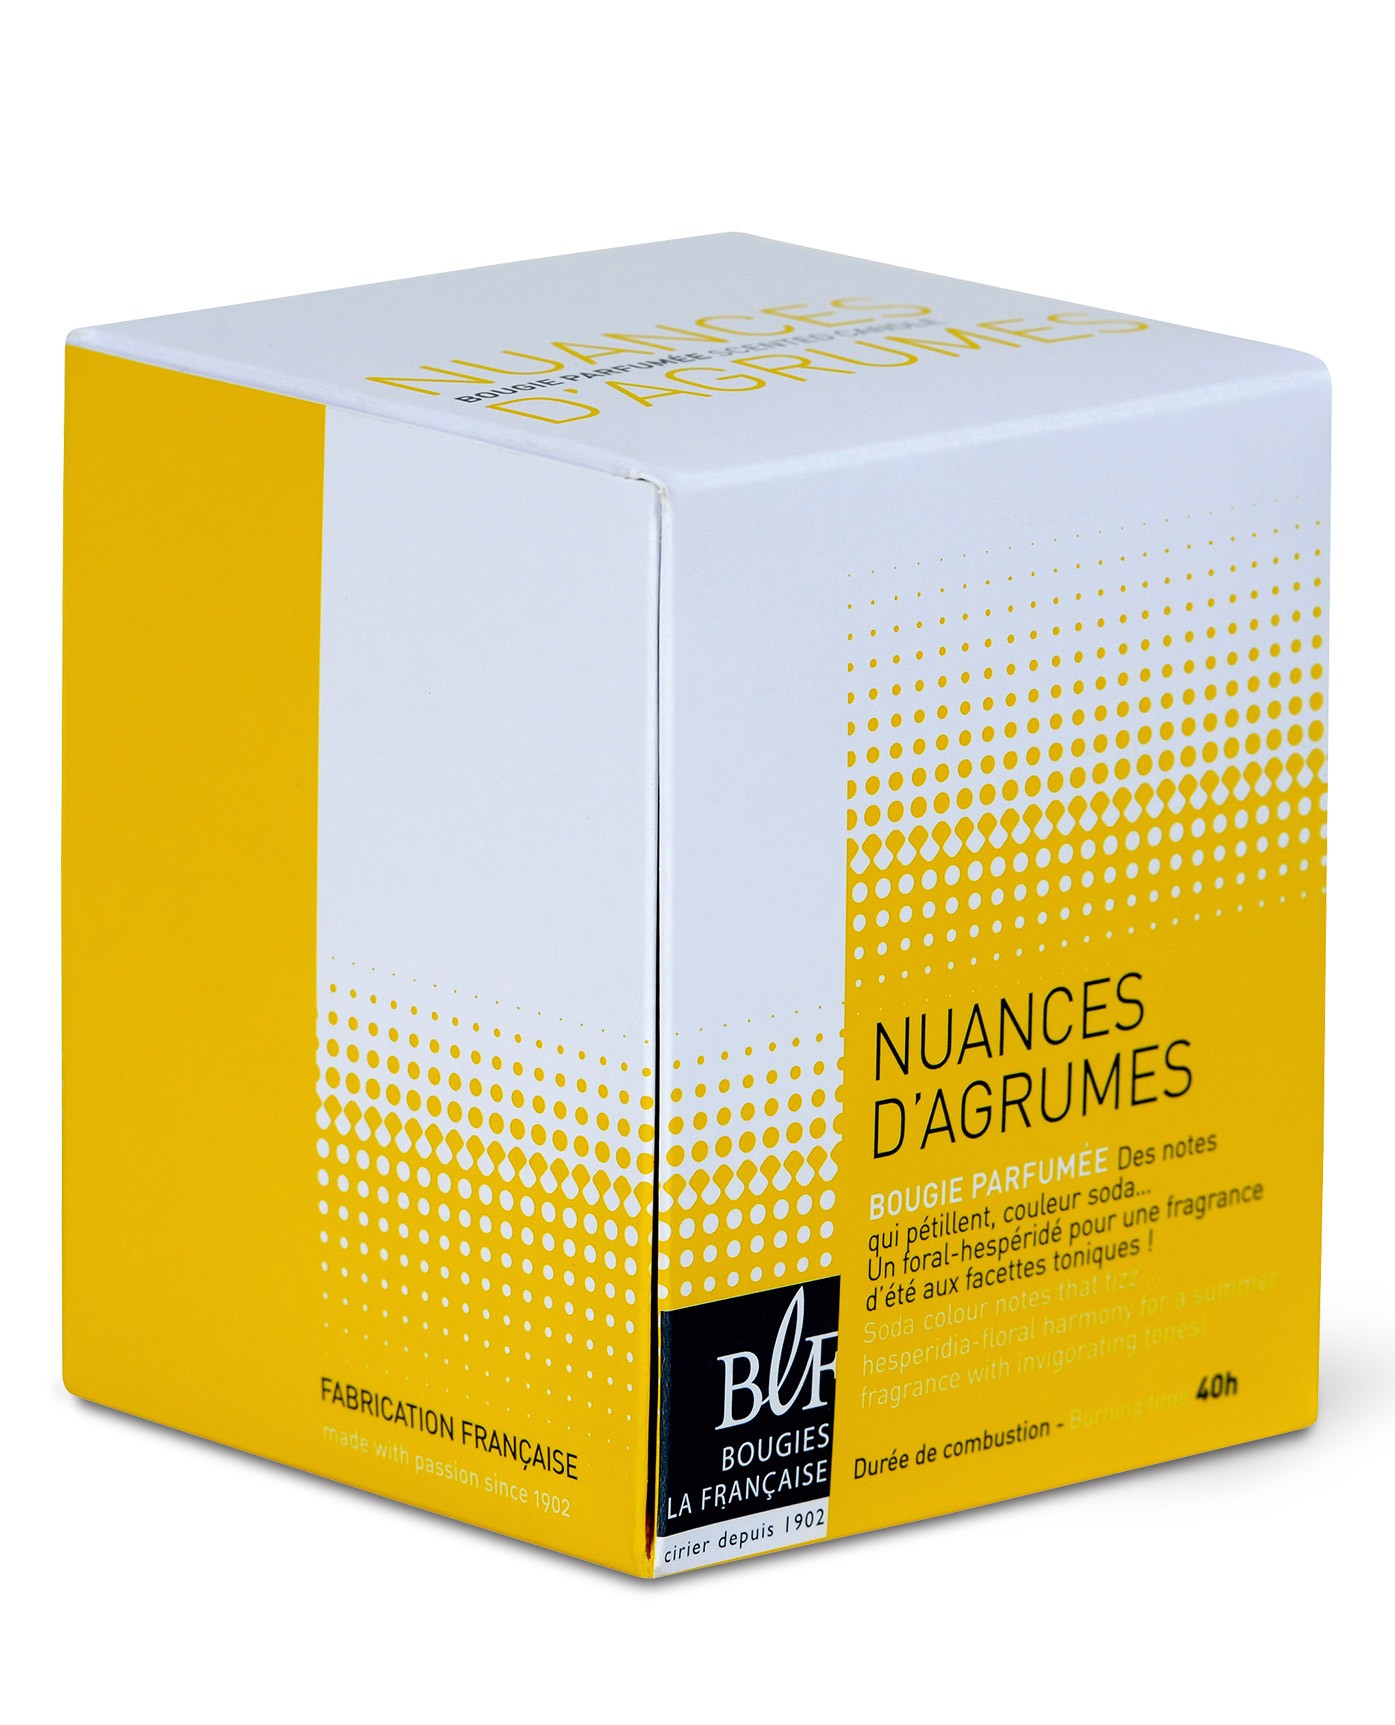 NUANCES
BOUGIE PARFUMÉE SCENTED CANDLE
D'AGRUMES
NUANCES
D'AGRUMES
BOUGIE PARFUMÉE Des notes
qui pétillent, couleur soda...
Un foral-hespéridé pour une fragrance
d'été aux facettes toniques !
Soda colour notes that fizz ...
hesperidia-floral harmony for a summer
fragrance with invigorating tones!
Durée de combustion - Burning time 40h
BlF
BOUGIES
LA FRANÇAISE
cirier depuis 1902
FABRICATION FRANÇAISE
made with passion since 1902